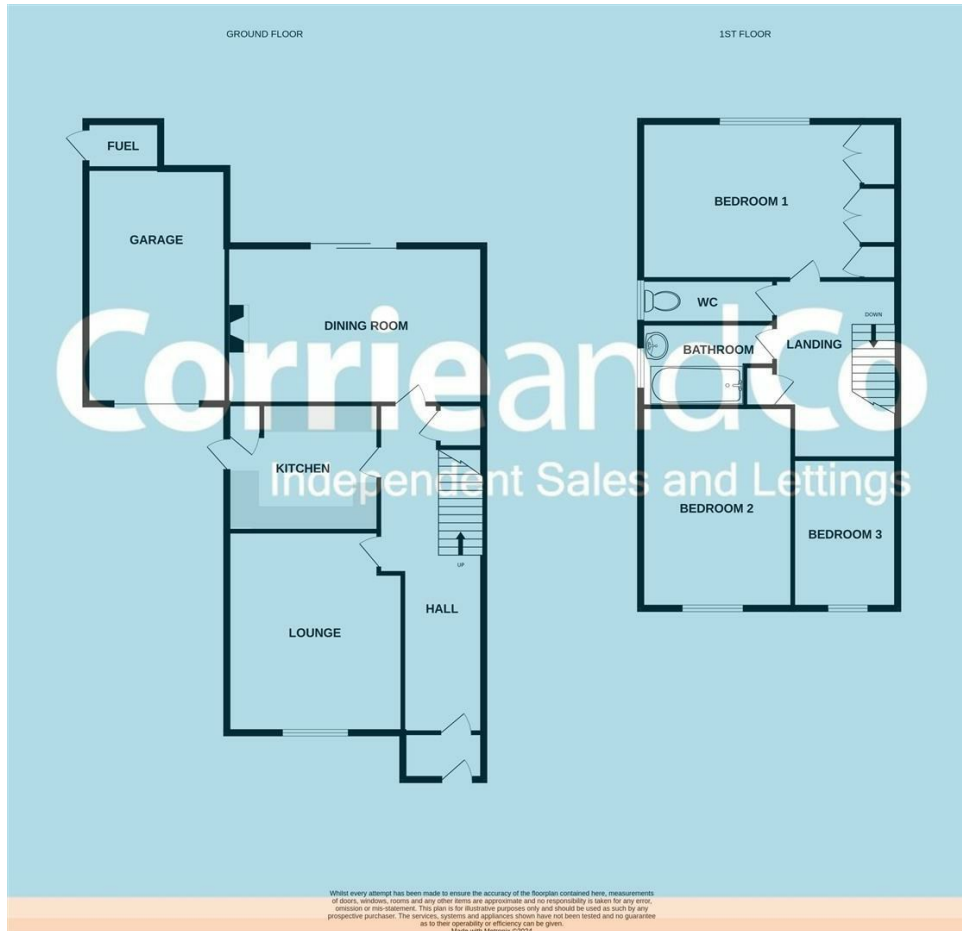 GROUND FLOOR
1ST FLOOR
FUEL
GARAGE
DINING ROOM
KITCHEN
LOUNGE
HALL
UP
BEDROOM 1
WC
BATHROOM
LANDING
DOWN
BEDROOM 2
BEDROOM 3
CorrieandCo
Independent Sales and Lettings
Whilst every attempt has been made to ensure the accuracy of the floorplan contained here, measurements
of doors, windows, rooms and any other items are approximate and no responsibility is taken for any error,
omission or mis-statement. This plan is for illustrative purposes only and should be used as such by any
prospective purchaser. The services, systems and appliances shown have not been tested and no guarantee
as to their operability or efficiency can be given.
Made with Metropix ©2024